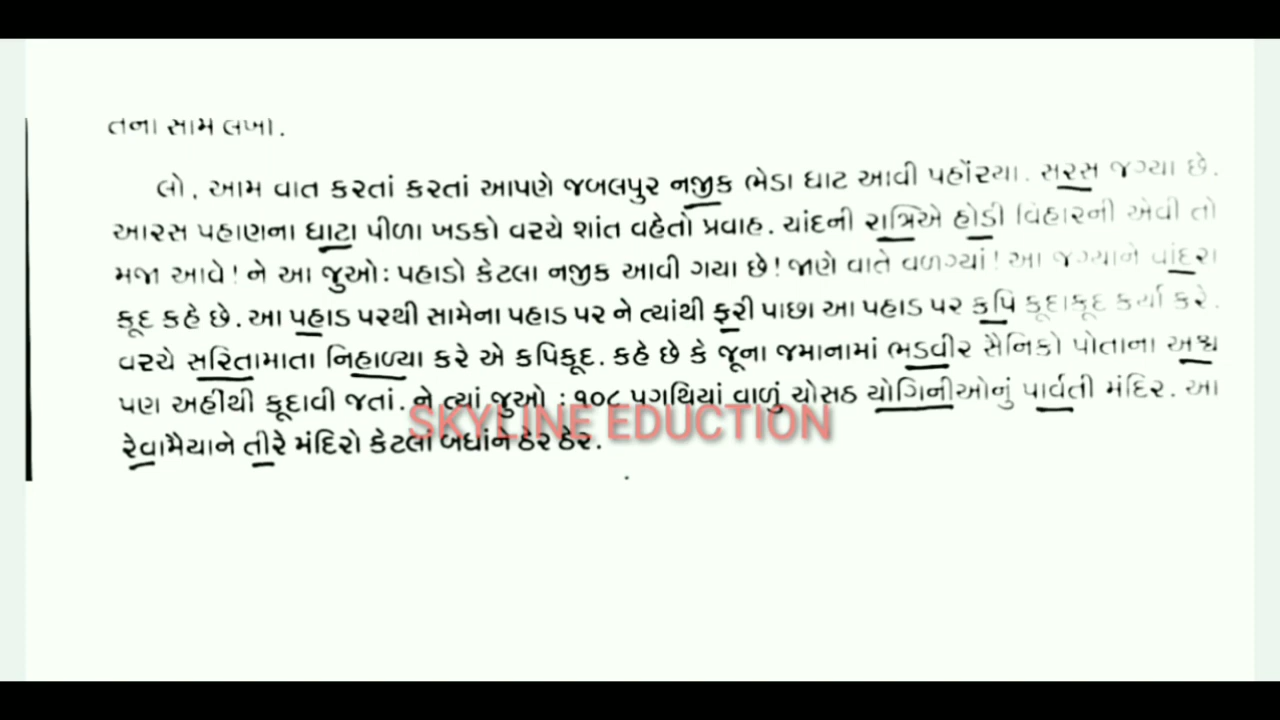 તેના સામે લખો.
લો, આમ વાત કરતાં કરતાં આપણે જબલપુર નજીક ભેડા ઘાટ આવી પહોંચ્યા. સરસ જગ્યા છે.
આરસ પહાણના ઘાટા પીળા ખડકો વચ્ચે શાંત વહેતો પ્રવાહ. ચાંદની રાત્રિએ હોડી વિહારની એવી તો
મજા આવે! ને આ જુઓ: પહાડો કેટલા નજીક આવી ગયા છે! જાણે વાતે વળગ્યાં! આ જગ્યાને વાંદરા
કૂદ કહે છે. આ પહાડ પરથી સામેના પહાડ પર ને ત્યાંથી ફરી પાછા આ પહાડ પર કપિ કૂદાકૂદ કર્યા કરે.
વચ્ચે સરિતામાતા નિહાળ્યા કરે એ કપિકૂદ. કહે છે કે જૂના જમાનામાં ભડવીર સૈનિકો પોતાના અશ્વ
પણ અહીંથી કૂદાવી જતાં. ને ત્યાં જુઓ : ૧૦૮ પગથિયાં વાળું ચોસઠ યોગિનીઓનું પાર્વતી મંદિર. આ
રેવામૈયાને તીરે મંદિરો કેટલાં બધાંને ઠેર ઠેર.
SKYLINE EDUCTION